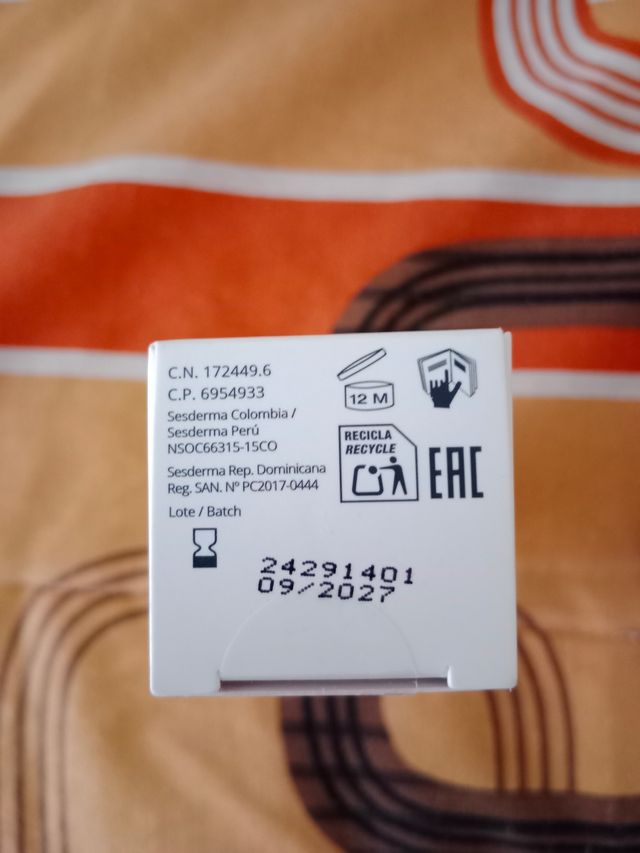 C.N. 172449.6
C.P. 6954933
Sesderma Colombia /
Sesderma Perú
NSOC66315-15CO
Sesderma Rep. Dominicana
Reg. SAN. Nº PC2017-0444
Lote / Batch
12 M
RECICLA
RECYCLE
EAC
24291401
09/2027